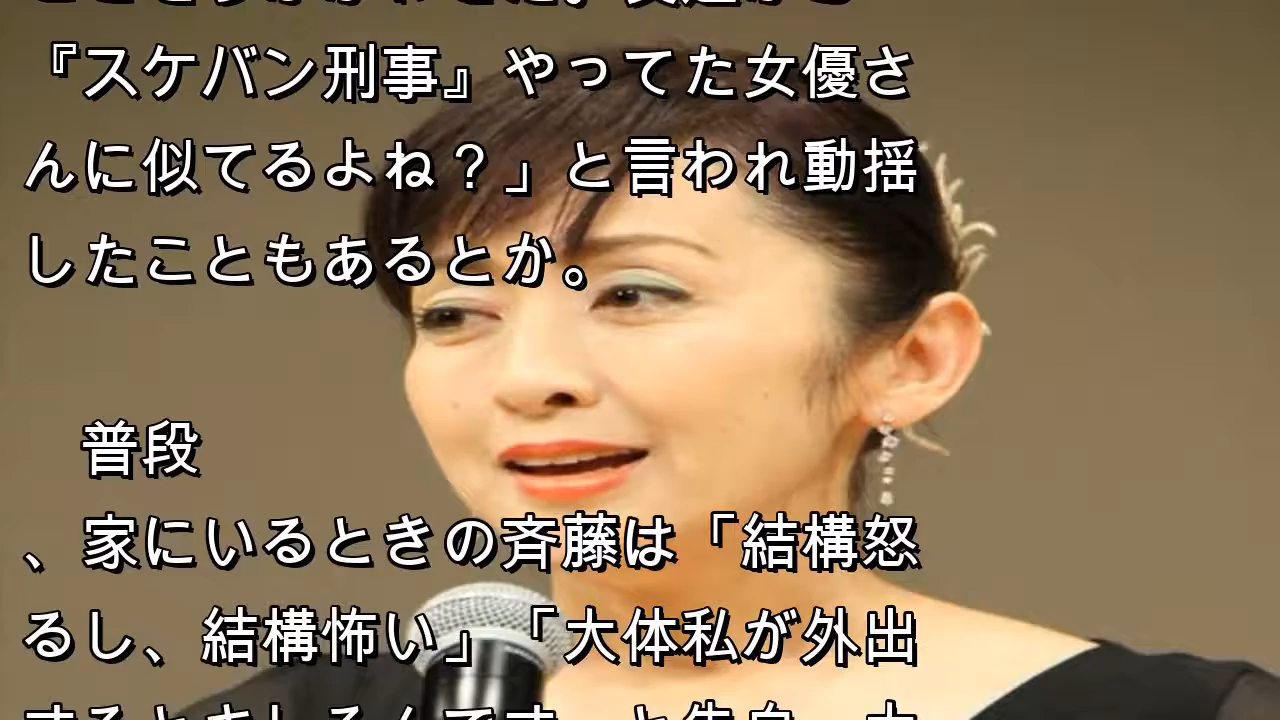 『スケバン刑事』やってた女優さ
んに似てるよね？」と言われ動揺
したこともあるとか。
普段
、家にいるときの斉藤は「結構怒
るし、結構怖い」「大体私が外出